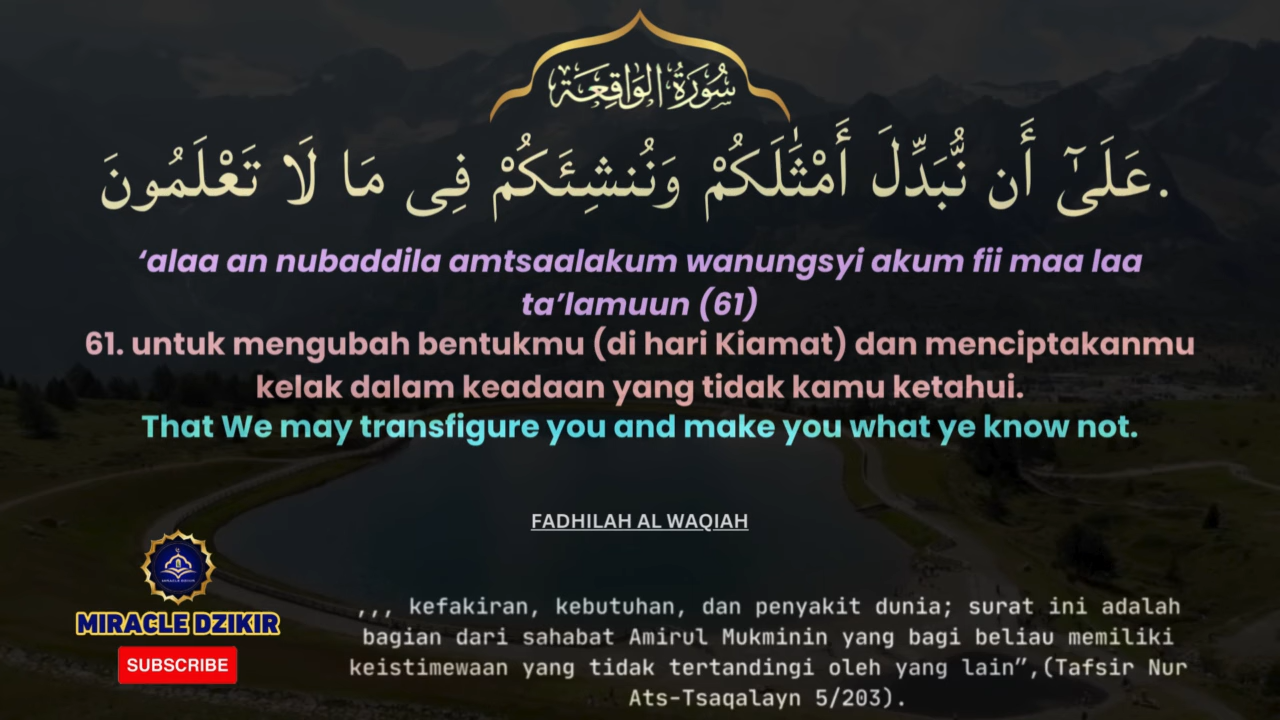 سُورَةُ الوَاقِعَة
عَلَىٰٓ أَن نُّبَدِّلَ أَمْثَٰلَكُمْ وَنُنشِئَكُمْ فِى مَا لَا تَعْلَمُونَ.
‘alaa an nubaddila amtsaalakum wanungsyi akum fii maa laa
ta’lamuun (61)
61. untuk mengubah bentukmu (di hari Kiamat) dan menciptakanmu
kelak dalam keadaan yang tidak kamu ketahui.
That We may transfigure you and make you what ye know not.
FADHILAH AL WAQIAH
,,, kefakiran, kebutuhan, dan penyakit dunia; surat ini adalah
bagian dari sahabat Amirul Mukminin yang bagi beliau memiliki
keistimewaan yang tidak tertandingi oleh yang lain”,(Tafsir Nur
Ats-Tsaqalayn 5/203).
MIRACLE DZIKIR
MIRACLE DZIKIR
SUBSCRIBE